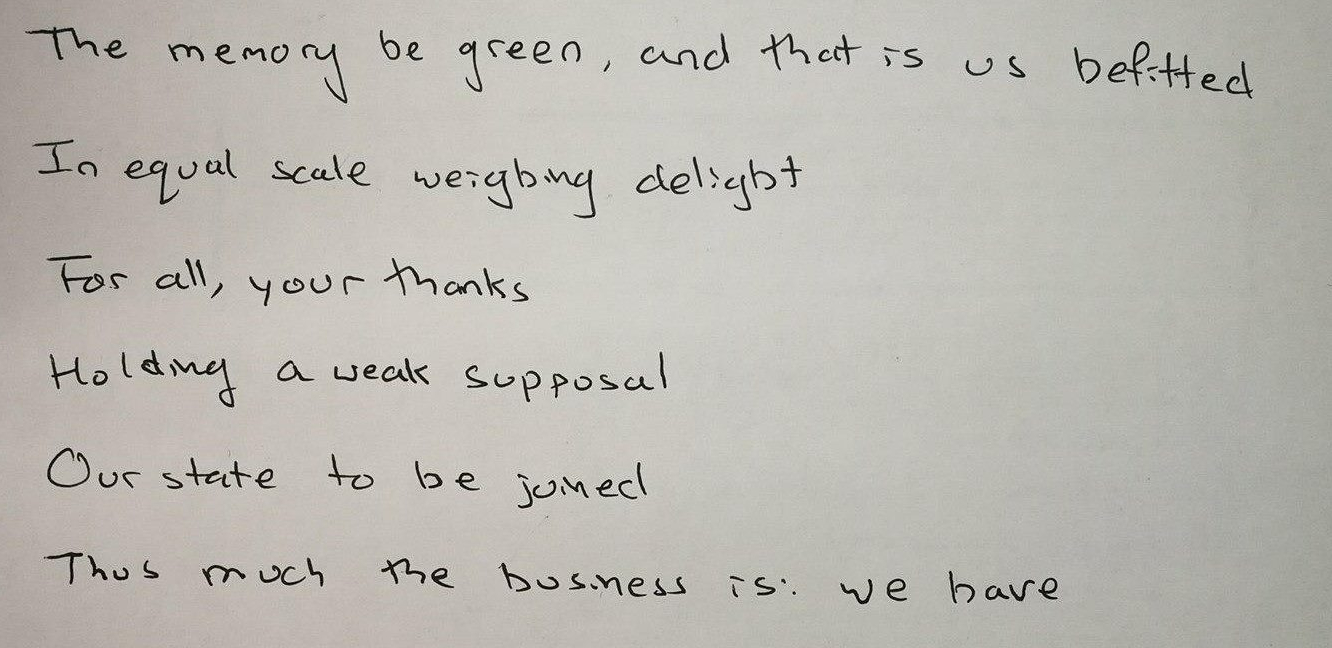 The memory be green, and that is us befitted
In equal scale weighing delight
For all, your thanks
Holding a weak supposal
Our state to be joined
Thus much the business is: we have